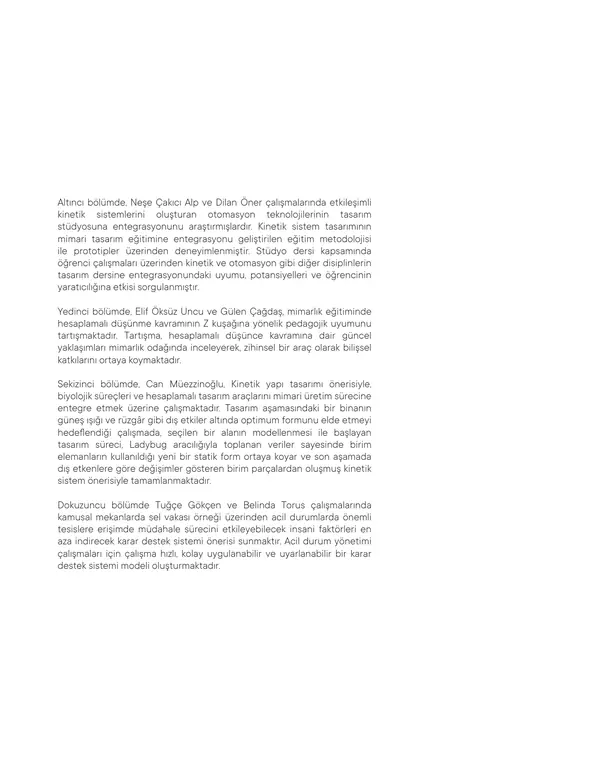 Altıncı bölümde, Neşe Çakıcı Alp ve Dilan Öner çalışmalarında etkileşimli
kinetik sistemlerini oluşturan otomasyon teknolojilerinin tasarım
stüdyosuna entegrasyonunu araştırmışlardır. Kinetik sistem tasarımının
mimari tasarım eğitimine entegrasyonu geliştirilen eğitim metodolojisi
ile prototipler üzerinden deneyimlenmiştir. Stüdyo dersi kapsamında
öğrenci çalışmaları üzerinden kinetik ve otomasyon gibi diğer disiplinlerin
tasarım dersine entegrasyonundaki uyumu, potansiyelleri ve öğrencinin
yaratıcılığına etkisi sorgulanmıştır.

Yedinci bölümde, Elif Öksüz Uncu ve Gülen Çağdaş, mimarlık eğitiminde
hesaplamalı düşünme kavramının Z kuşağına yönelik pedagojik uyumunu
tartışmaktadır. Tartışma, hesaplamalı düşünce kavramına dair güncel
yaklaşımları mimarlık odağında inceleyerek, zihinsel bir araç olarak bilişsel
katkılarını ortaya koymaktadır.

Sekizinci bölümde, Can Müezzinoğlu, Kinetik yapı tasarımı önerisiyle,
biyolojik süreçleri ve hesaplamalı tasarım araçlarını mimari üretim sürecine
entegre etmek üzerine çalışmaktadır. Tasarım aşamasındaki bir binanın
güneş ışığı ve rüzgâr gibi dış etkiler altında optimum formunu elde etmeyi
hedeflendiği çalışmada, seçilen bir alanın modellenmesi ile başlayan
tasarım süreci, Ladybug aracılığıyla toplanan veriler sayesinde birim
elemanların kullanıldığı yeni bir statik form ortaya koyar ve son aşamada
dış etkenlere göre değişimler gösteren birim parçalardan oluşmuş kinetik
sistem önerisiyle tamamlanmaktadır.

Dokuzuncu bölümde Tuğçe Gökçen ve Belinda Torus çalışmalarında
kamusal mekanlarda sel vakası örneği üzerinden acil durumlarda önemli
tesislere erişimde müdahale sürecini etkileyebilecek insani faktörleri en
aza indirecek karar destek sistemi önerisi sunmaktır. Acil durum yönetimi
çalışmaları için çalışma hızlı, kolay uygulanabilir ve uyarlanabilir bir karar
destek sistemi modeli oluşturmaktadır.